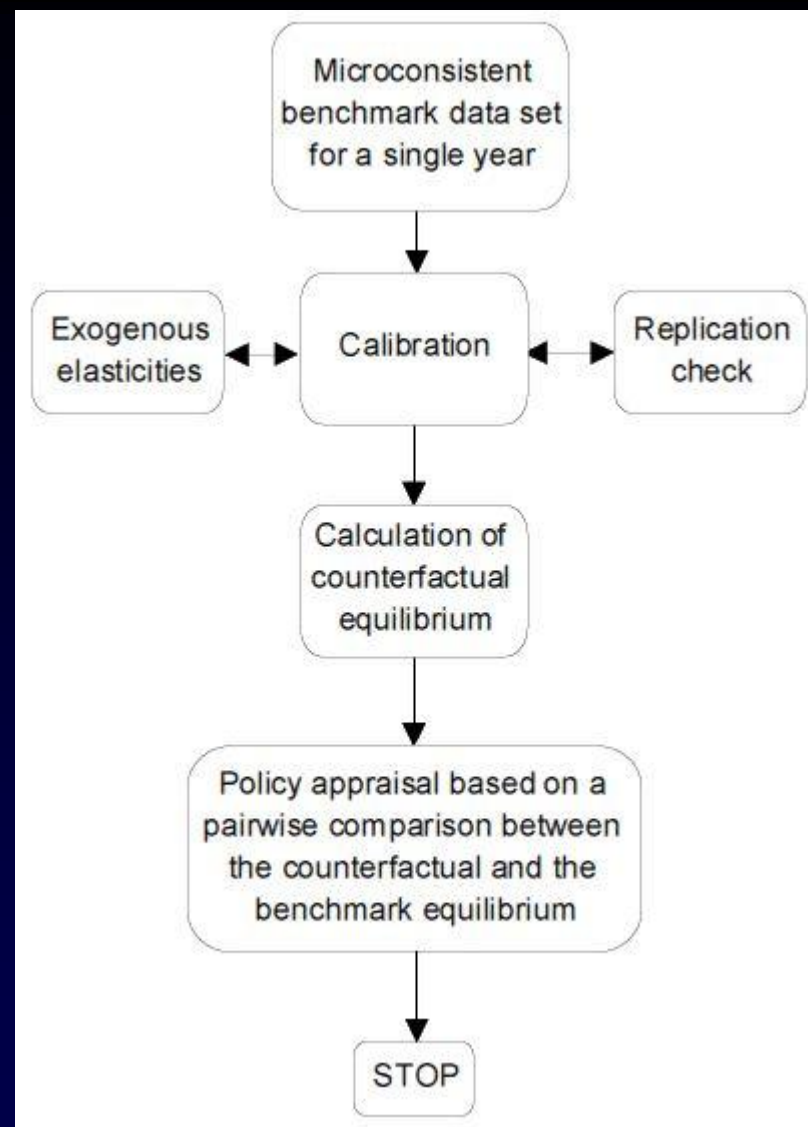 Microconsistent
benchmark data set
for a single year
Exogenous
elasticities
Calibration
Replication
check
Calculation of
counterfactual
equilibrium
Policy appraisal based on a
pairwise comparison between
the counterfactual and the
benchmark equilibrium
STOP